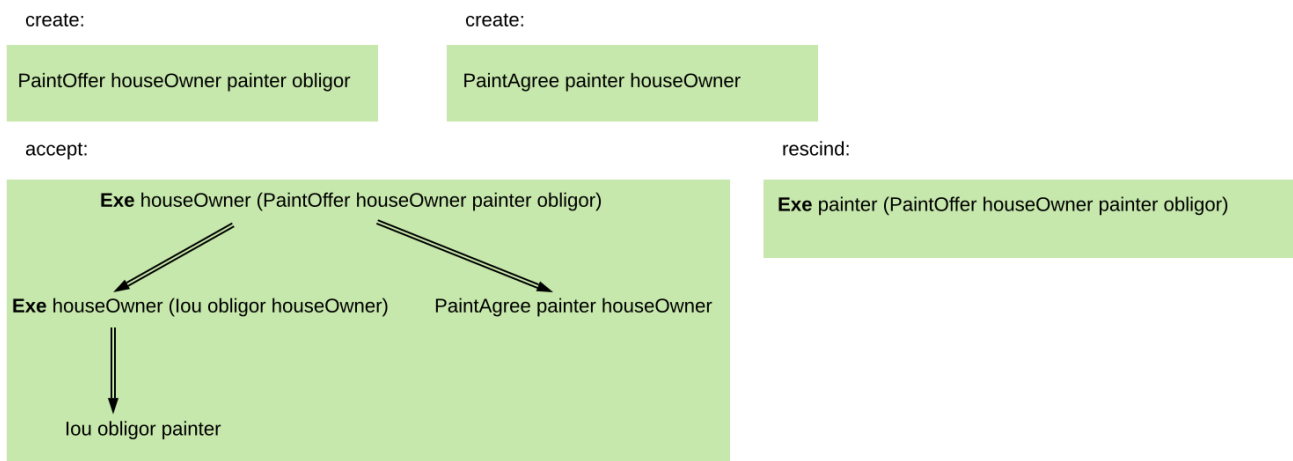 create:
create:
PaintOffer houseOwner painter obligor
PaintAgree painter houseOwner
accept:
rescind:
Exe houseOwner (PaintOffer houseOwner painter obligor)
Exe painter (PaintOffer houseOwner painter obligor)
Exe houseOwner (Iou obligor houseOwner)
PaintAgree painter houseOwner
Iou obligor painter